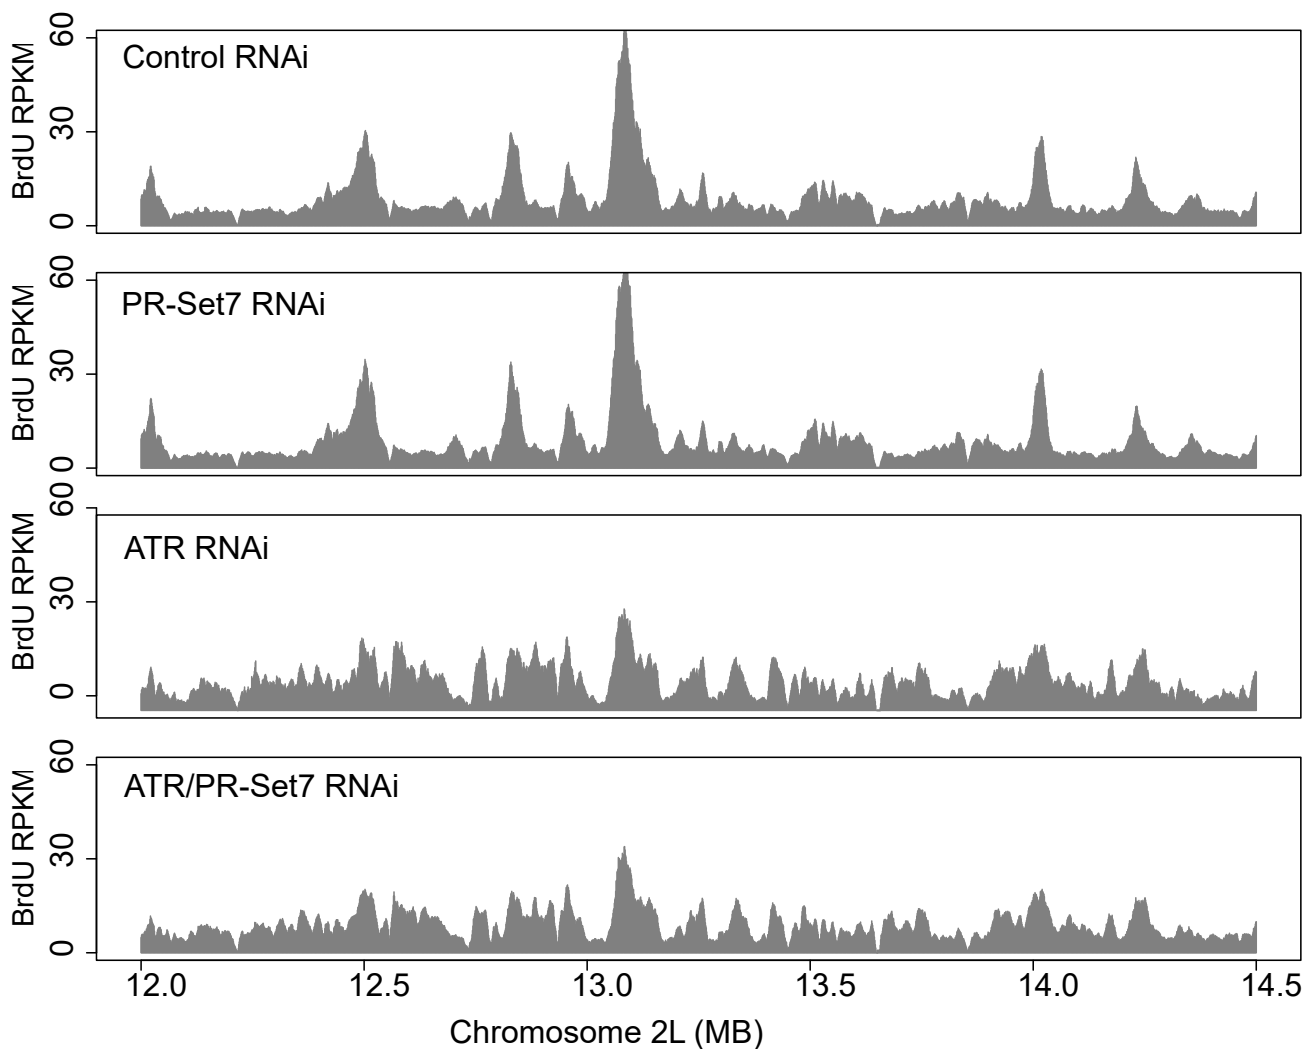 Control RNAi
BrdU RPKM
60
30
0
PR-Set7 RNAi
BrdU RPKM
60
30
0
ATR RNAi
BrdU RPKM
60
30
0
ATR/PR-Set7 RNAi
BrdU RPKM
60
30
0
12.0 12.5 13.0 13.5 14.0 14.5
Chromosome 2L (MB)